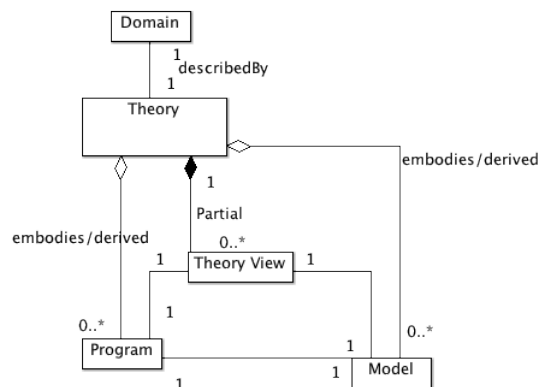 Domain
1
describedBy
1
Theory
embodies/derived
1
Partial
embodies/derived
0..*
1
Theory View
1
1
0..*
0..*
Program
1
Model
1
1